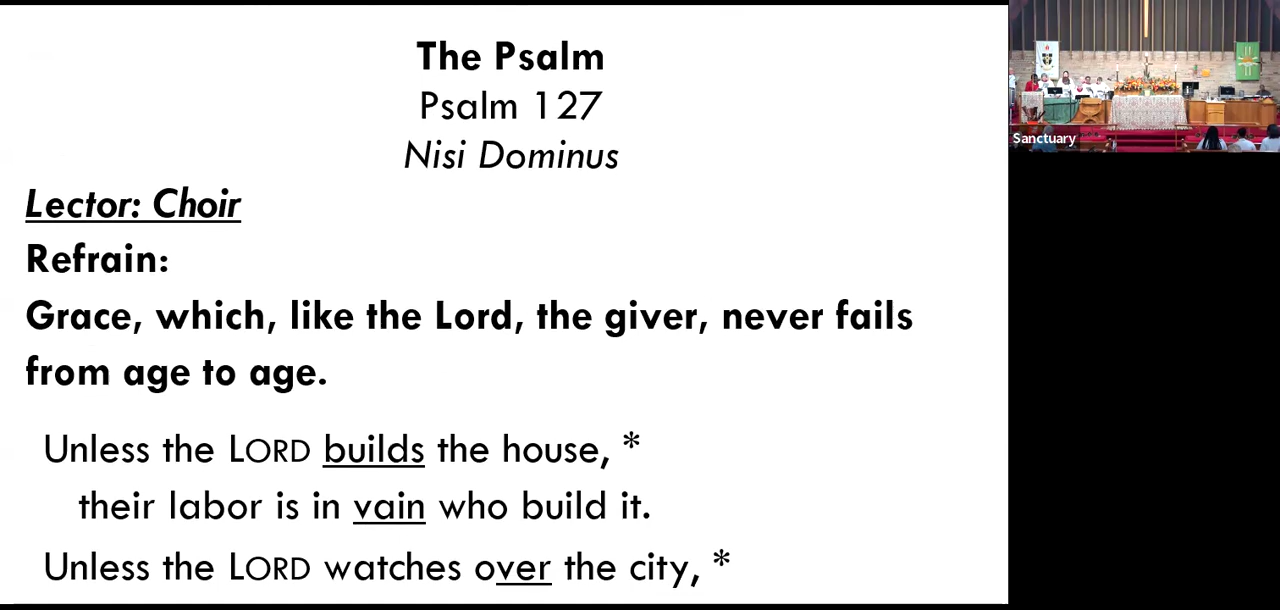 The Psalm
Psalm 127
Nisi Dominus
Lector: Choir
Refrain:
Grace, which, like the Lord, the giver, never fails
from age to age.
Unless the LORD builds the house, *
their labor is in vain who build it.
Unless the LORD watches over the city, *
Sanctuary